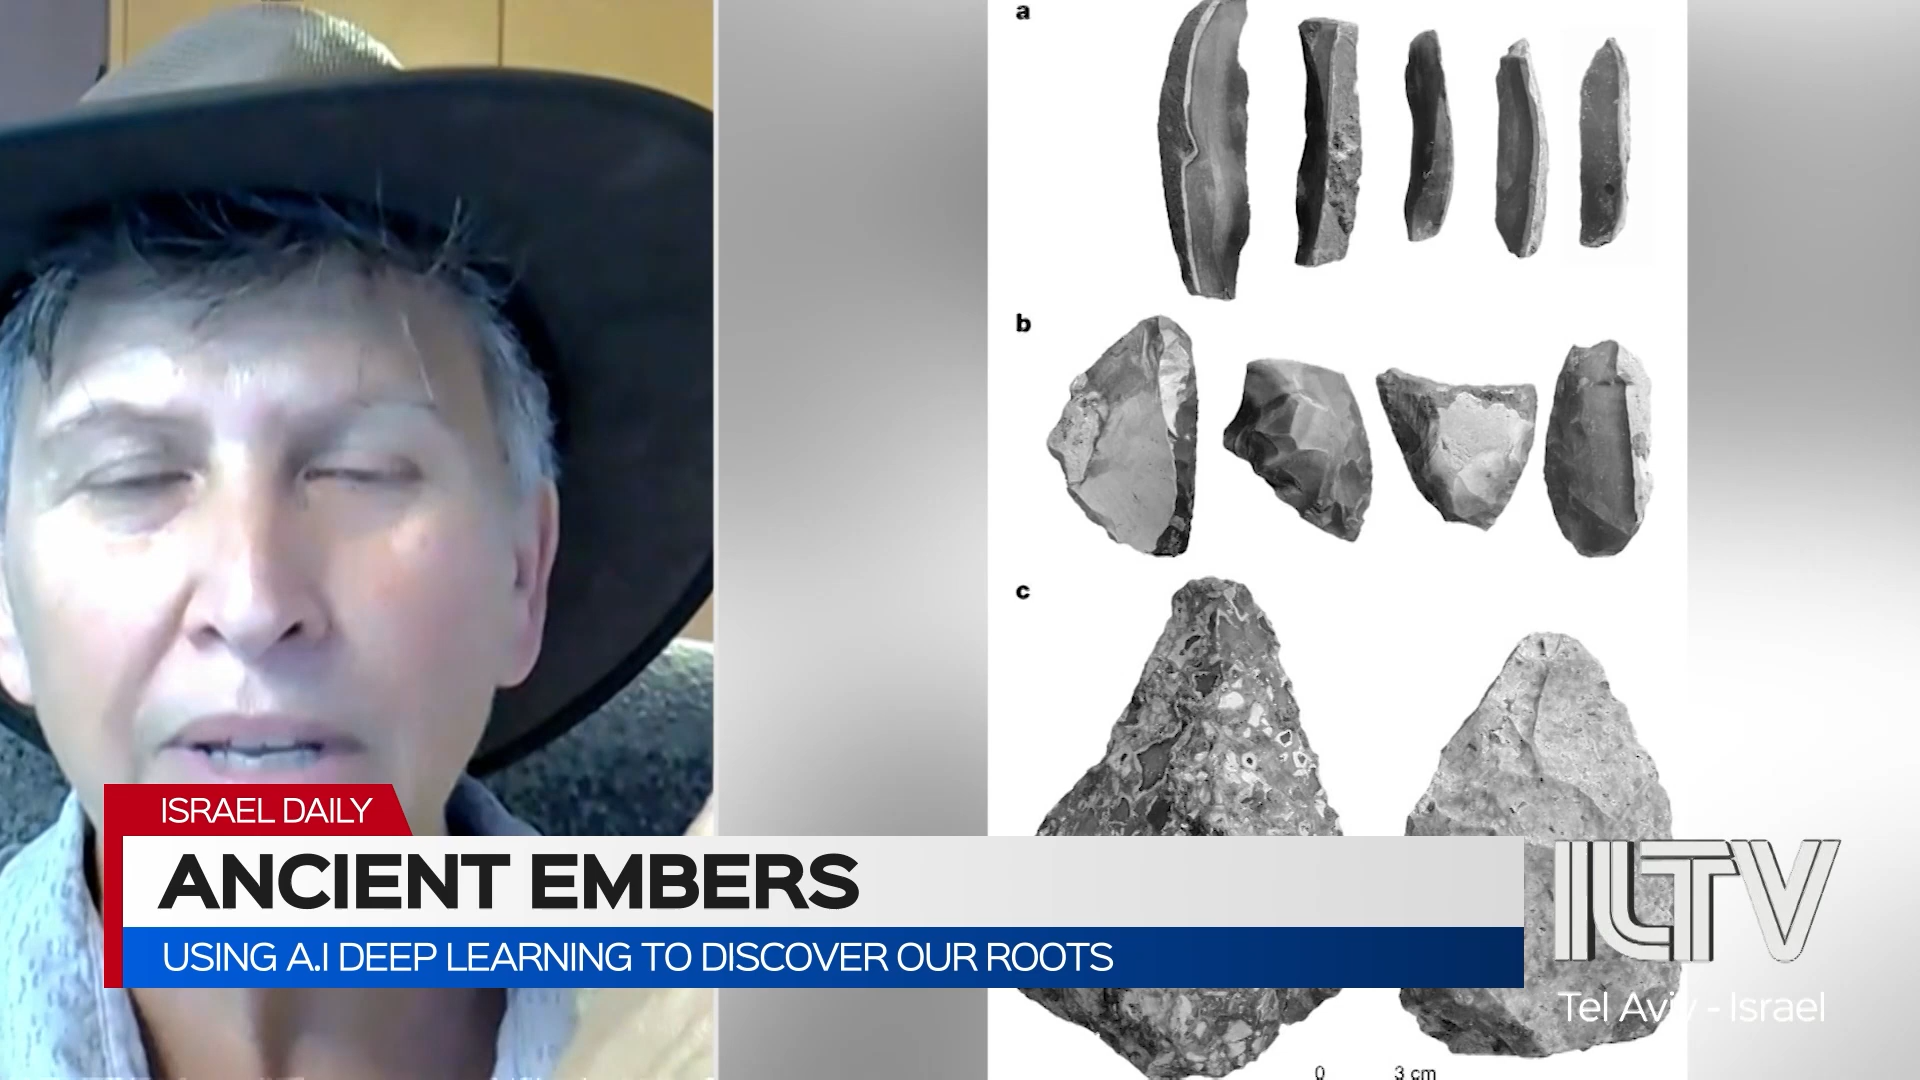 a
b
c
ISRAEL DAILY
ANCIENT EMBERS
USING A.I DEEP LEARNING TO DISCOVER OUR ROOTS
ILTV
Tel Aviv - Israel
0 3 cm